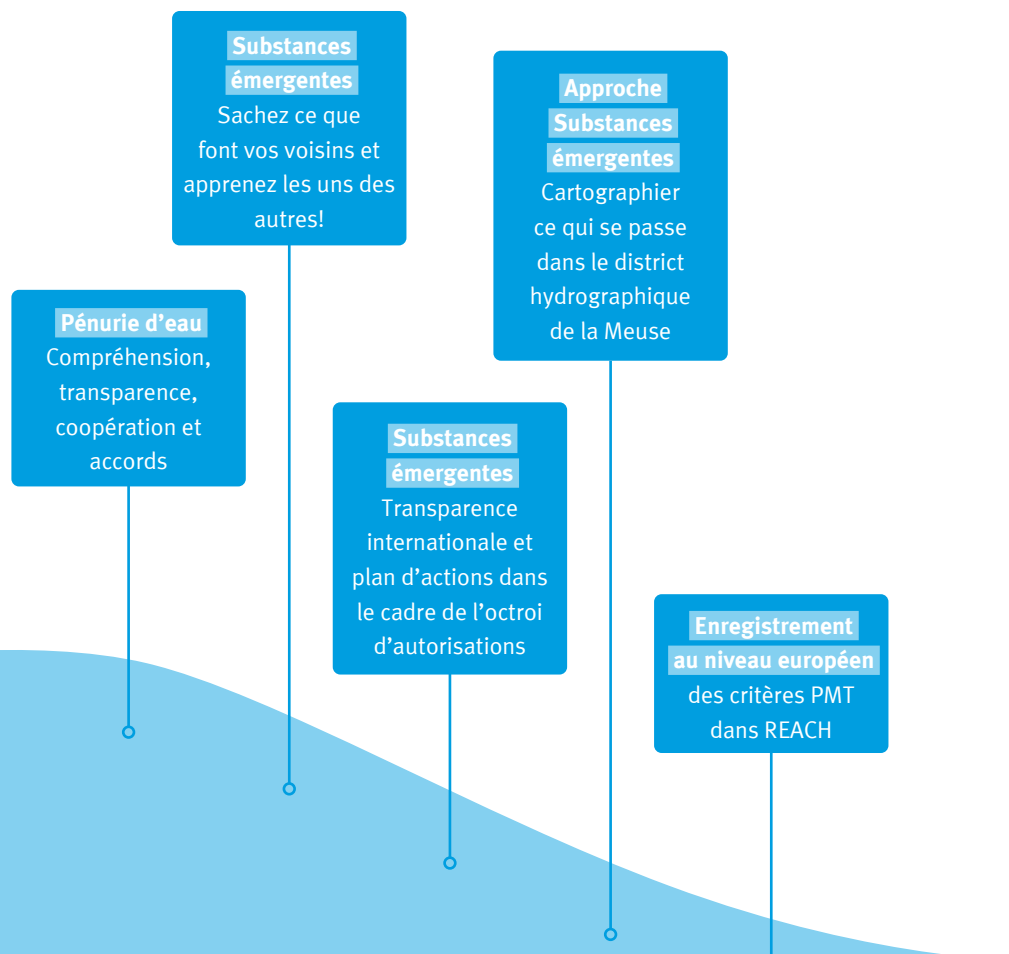 Substances
émergentes
Sachez ce que
font vos voisins et
apprenez les uns des
autres!
Approche
Substances
émergentes
Cartographier
ce qui se passe
dans le district
hydrographique
de la Meuse
Pénurie d’eau
Compréhension,
transparence,
coopération et
accords
Substances
émergentes
Transparence
internationale et
plan d’actions dans
le cadre de l’octroi
d’autorisations
Enregistrement
au niveau européen
des critères PMT
dans REACH